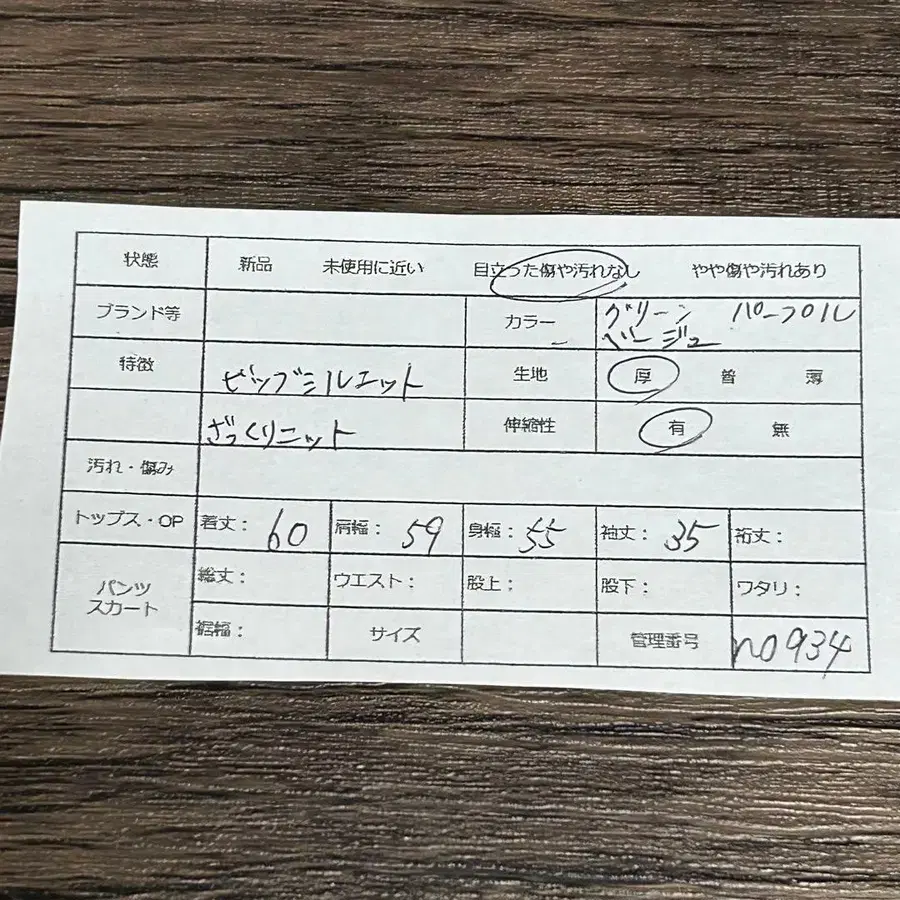 状態 新品 未使用に近い 目立った傷や汚れなし やや傷や汚れあり
ブランド等 カラー グリーン パープル
ベージュ
特徴 ビッグシルエット 生地 厚 普 薄
ざっくりニット 伸縮性 有 無
汚れ・傷み
トップス・OP 着丈: 60 肩幅: 59 身幅: 55 袖丈: 35 裄丈:
パンツ 総丈: ウエスト: 股上: 股下: ワタリ:
スカート
裾幅: サイズ 管理番号 no934